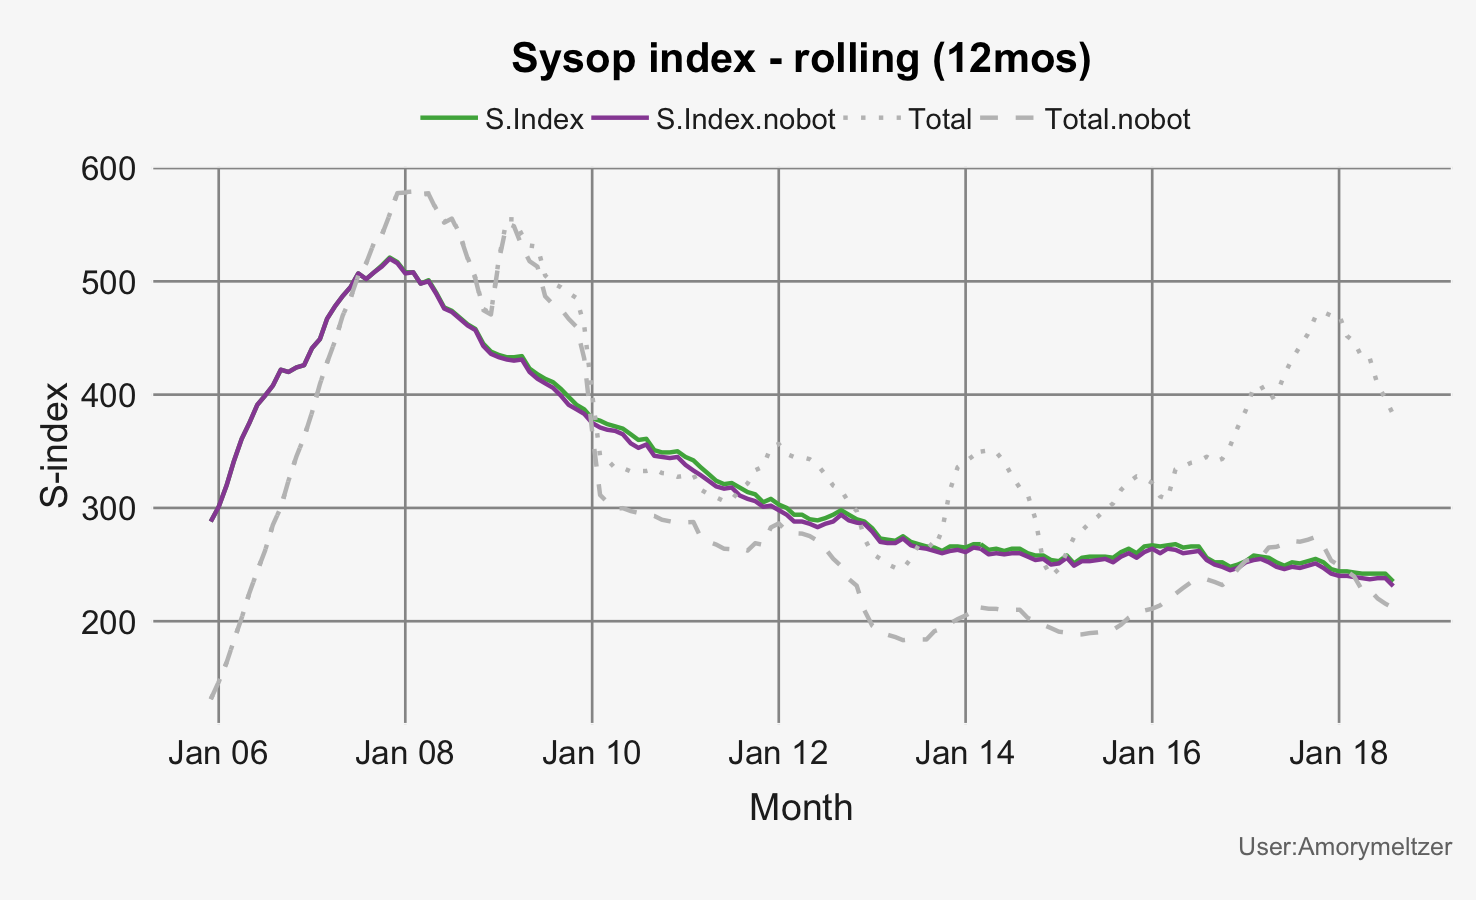 Sysop index - rolling (12mos)
S.Index S.Index.nobot Total Total.nobot
600
500
400
300
200
S-index
Jan 06 Jan 08 Jan 10 Jan 12 Jan 14 Jan 16 Jan 18
Month
User:Amorymeltzer